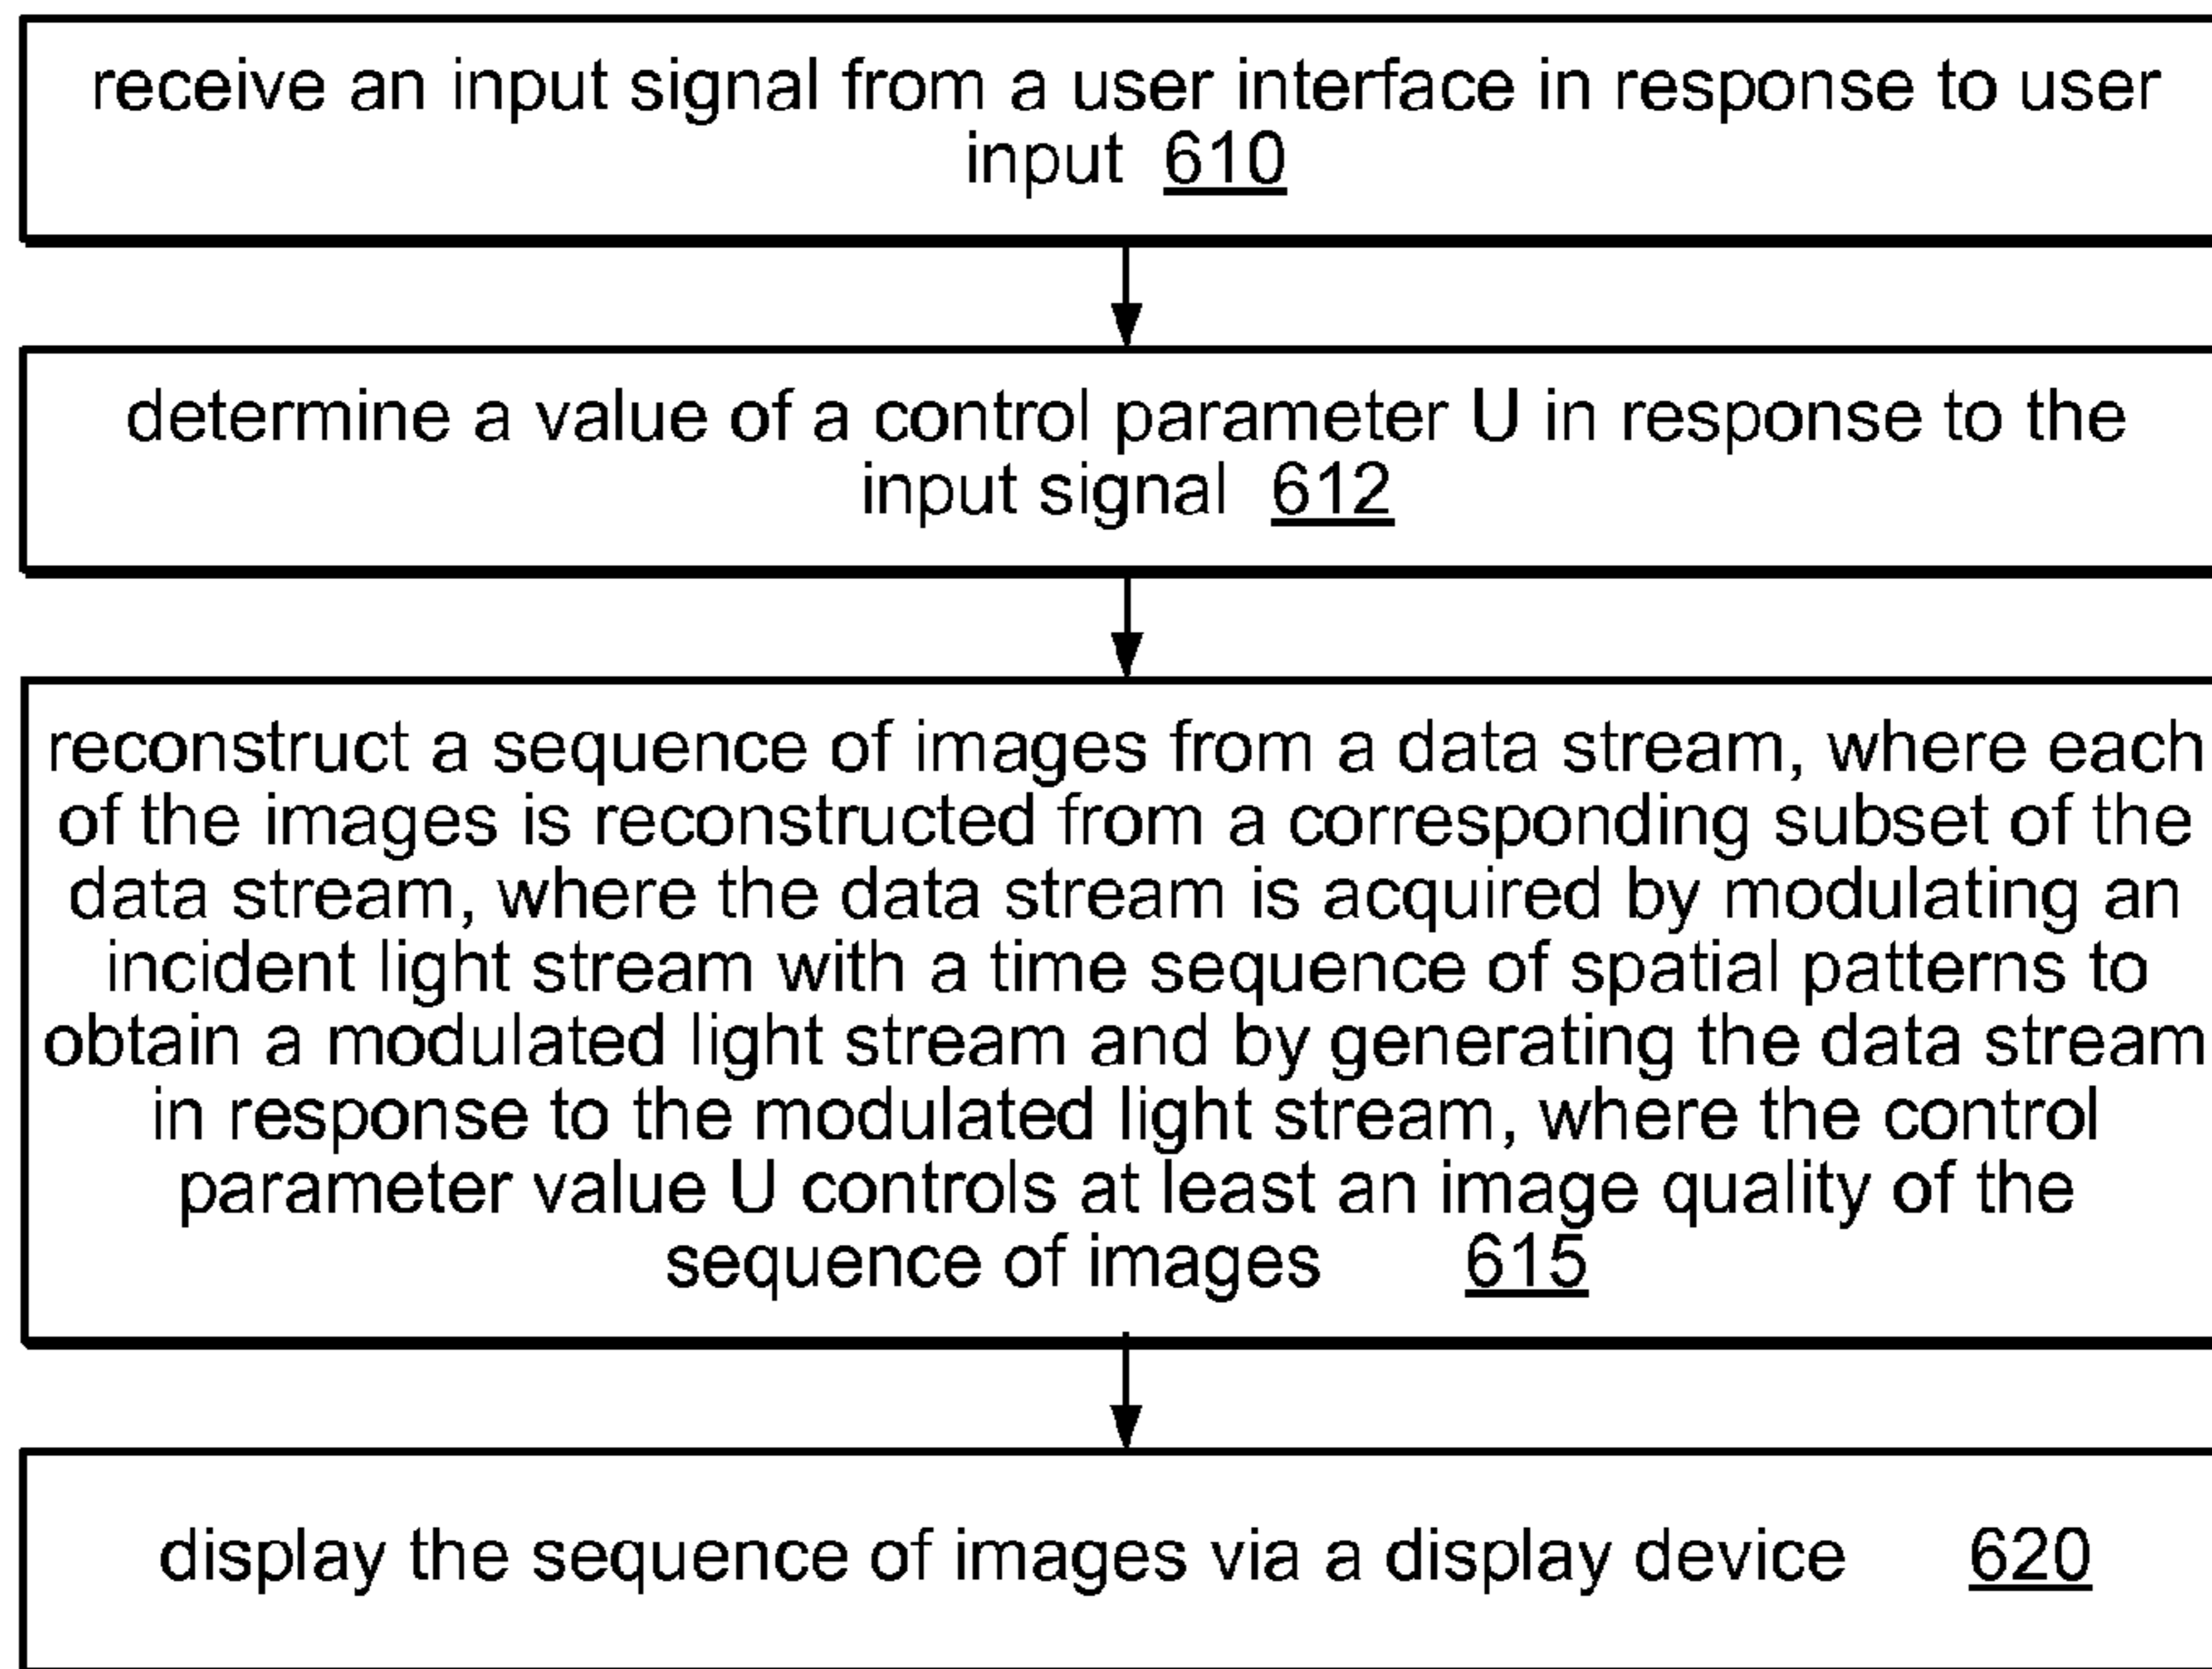 receive an input signal from a user interface in response to user
input 610
determine a value of a control parameter U in response to the
input signal 612
reconstruct a sequence of images from a data stream, where each
of the images is reconstructed from a corresponding subset of the
data stream, where the data stream is acquired by modulating an
incident light stream with a time sequence of spatial patterns to
obtain a modulated light stream and by generating the data stream
in response to the modulated light stream, where the control
parameter value U controls at least an image quality of the
sequence of images 615
display the sequence of images via a display device 620